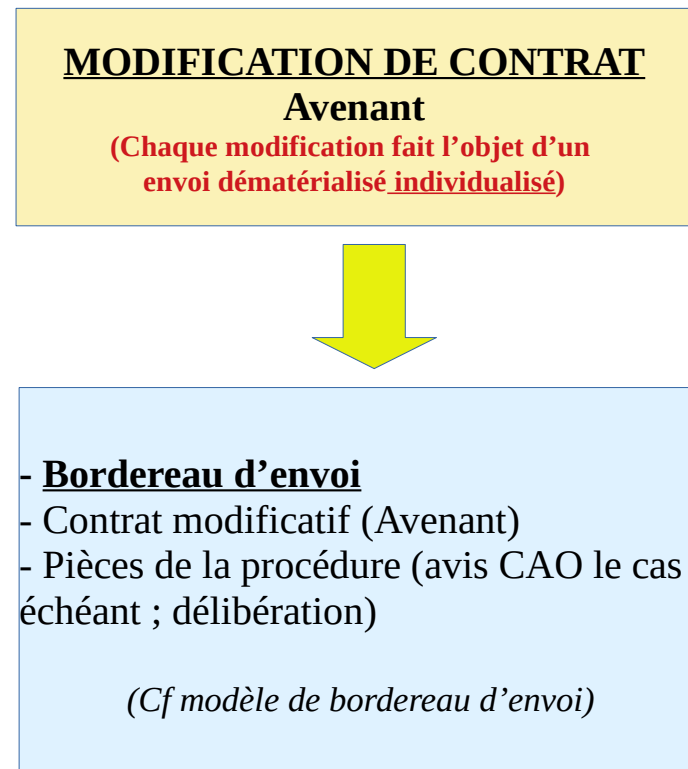 MODIFICATION DE CONTRAT
Avenant
(Chaque modification fait l’objet d’un
envoi dématérialisé individualisé)
- Bordereau d’envoi
- Contrat modificatif (Avenant)
- Pièces de la procédure (avis CAO le cas
échéant ; délibération)
(Cf modèle de bordereau d’envoi)